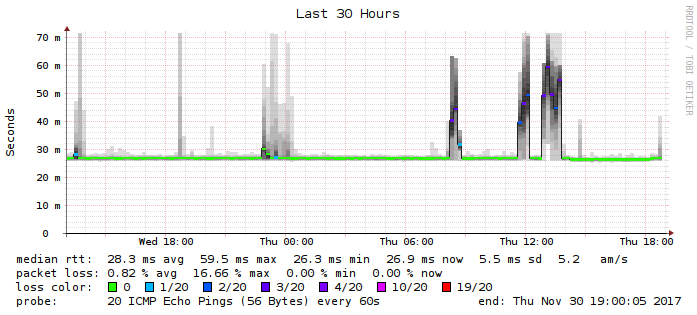 Last 30 Hours
RRDTOOL / TOBI OETIKER
Seconds
70 m
60 m
50 m
40 m
30 m
20 m
10 m
0
Wed 18:00 Thu 00:00 Thu 06:00 Thu 12:00 Thu 18:00
median rtt: 28.3 ms avg 59.5 ms max 26.3 ms min 26.9 ms now 5.5 ms sd 5.2 am/s
packet loss: 0.82 % avg 16.66 % max 0.00 % min 0.00 % now
loss color: 0 1/20 2/20 3/20 4/20 10/20 19/20
probe: 20 ICMP Echo Pings (56 Bytes) every 60s end: Thu Nov 30 19:00:05 2017